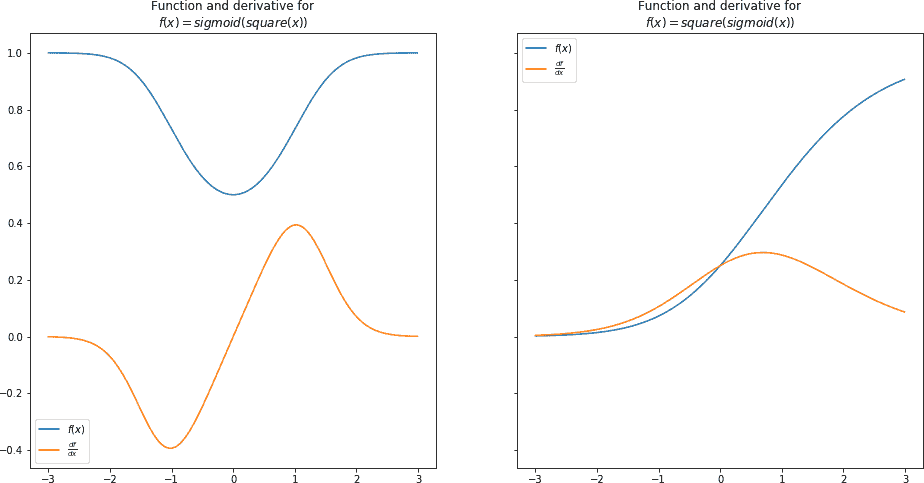 Function and derivative for
f(x) = sigmoid(square(x))
1.0
0.8
0.6
0.4
0.2
0.0
−0.2
−0.4
f(x)
df
dx
−3 −2 −1 0 1 2 3
Function and derivative for
f(x) = square(sigmoid(x))
f(x)
df
dx
−3 −2 −1 0 1 2 3